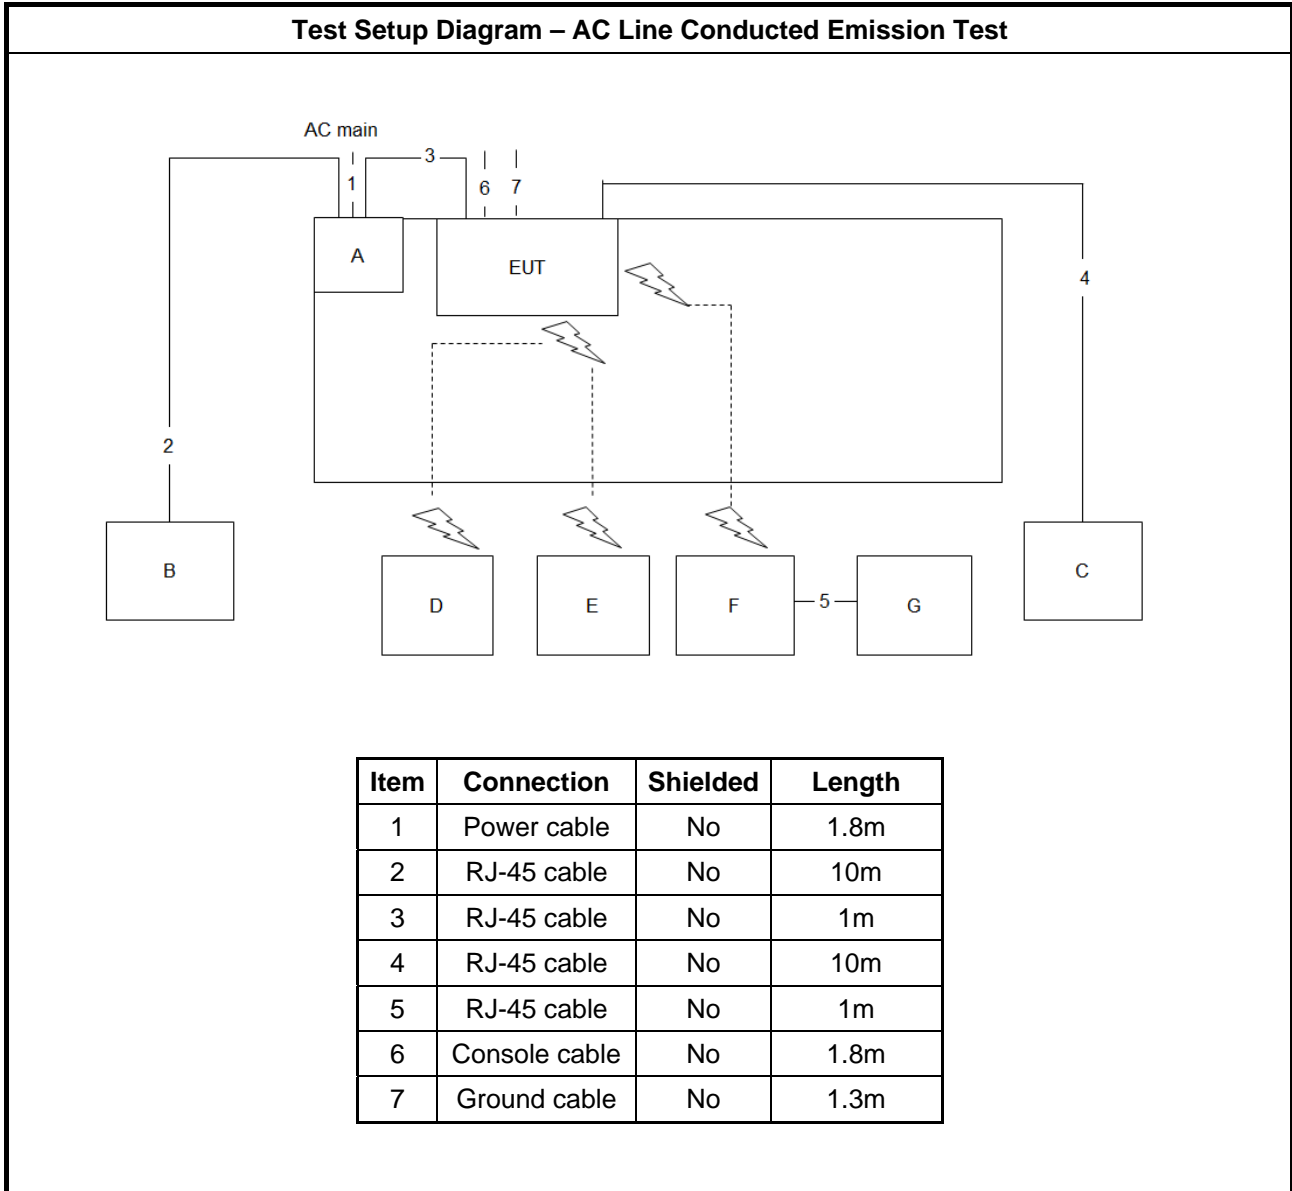 Test Setup Diagram – AC Line Conducted Emission Test
AC main
1
3
6 7
A
EUT
4
2
B
C
D
E
F
5
G
Item Connection Shielded Length
1 Power cable No 1.8m
2 RJ-45 cable No 10m
3 RJ-45 cable No 1m
4 RJ-45 cable No 10m
5 RJ-45 cable No 1m
6 Console cable No 1.8m
7 Ground cable No 1.3m